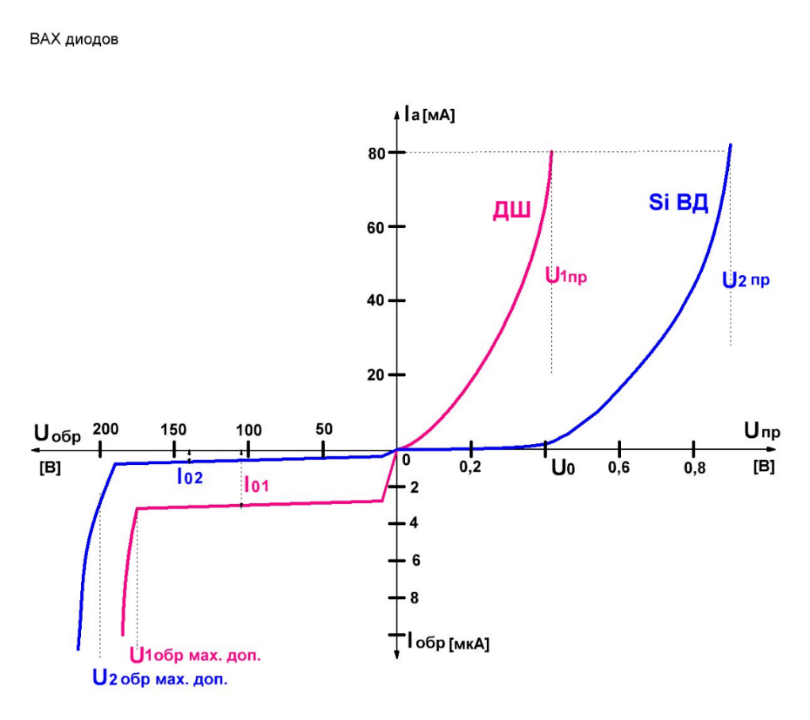 ВАХ диодов
Iа [мА]
80
60
40
20
ДШ
Si ВД
U1пр
U2 пр
Uобр
200
150
100
50
Uпр
[В]
I02
I01
0
0,2
U0
0,6
0,8
[В]
2
4
6
8
Iобр [мкА]
U1обр мах. доп.
U2 обр мах. доп.